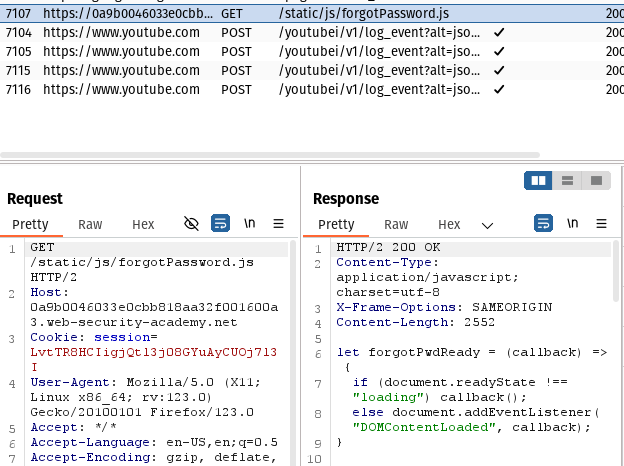 7107 https://0a9b0046033e0cbb... GET /static/js/forgotPassword.js 200
7104 https://www.youtube.com POST /youtubei/v1/log_event?alt=jso... ✓ 200
7105 https://www.youtube.com POST /youtubei/v1/log_event?alt=jso... ✓ 200
7115 https://www.youtube.com POST /youtubei/v1/log_event?alt=jso... ✓ 200
7116 https://www.youtube.com POST /youtubei/v1/log_event?alt=jso... ✓ 200
Request
Pretty Raw Hex \n
1 GET
/static/js/forgotPassword.js
HTTP/2
2 Host:
0a9b0046033e0cbb818aa32f001600a
3.web-security-academy.net
3 Cookie: session=
LvtTR8HCIigjQt13j08GYuAyCUOj713
I
4 User-Agent: Mozilla/5.0 (X11;
Linux x86_64; rv:123.0)
Gecko/20100101 Firefox/123.0
5 Accept: */*
6 Accept-Language: en-US,en;q=0.5
7 Accept-Encoding: gzip, deflate,
Response
Pretty Raw Hex \n
1 HTTP/2 200 OK
2 Content-Type:
application/javascript;
charset=utf-8
3 X-Frame-Options: SAMEORIGIN
4 Content-Length: 2552
5
6 let forgotPwdReady = (callback) =>
{
7 if (document.readyState !==
"loading") callback();
8 else document.addEventListener(
"DOMContentLoaded", callback);
9 }
10